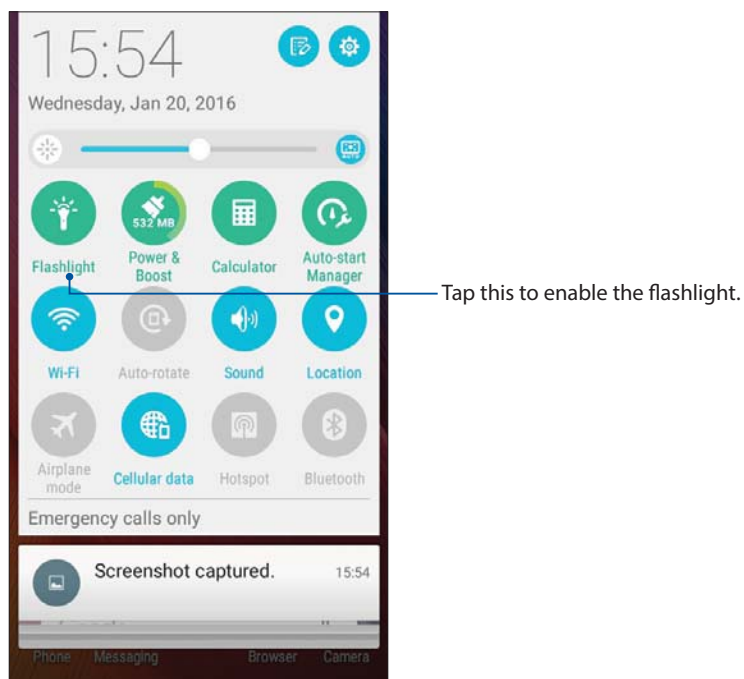 15:54
Wednesday, Jan 20, 2016
AUTO
532 MB
Flashlight
Power &
Boost
Calculator
Auto-start
Manager
Tap this to enable the flashlight.
Wi-Fi
Auto-rotate
Sound
Location
Airplane
mode
Cellular data
Hotspot
Bluetooth
Emergency calls only
Screenshot captured.
15:54
Phone
Messaging
Browser
Camera